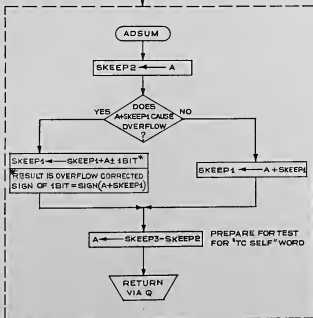 ADSUM
SKEEP2 ← A
DOES
A+SKEEP1 CAUSE
OVERFLOW
?
YES
NO
SKEEP1 ← SKEEP1+A± 1BIT*
*RESULT IS OVERFLOW CORRECTED
SIGN OF 1BIT = SIGN(A+SKEEP1)
SKEEP1 ← A+SKEEP1
A ← SKEEP3-SKEEP2
PREPARE FOR TEST
FOR "TC SELF" WORD
RETURN
VIA Q